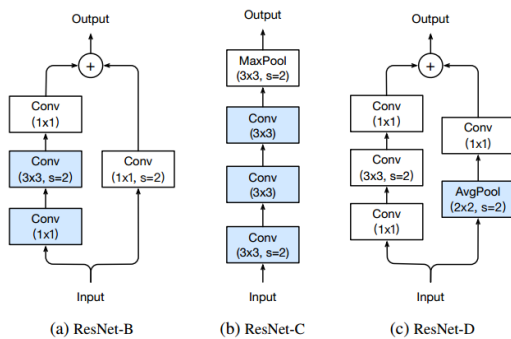 Output
+
Conv
(1x1)
Conv
(3x3, s=2)
Conv
(1x1)
Conv
(1x1, s=2)
Input
(a) ResNet-B
Output
MaxPool
(3x3, s=2)
Conv
(3x3)
Conv
(3x3)
Conv
(3x3, s=2)
Input
(b) ResNet-C
Output
+
Conv
(1x1)
Conv
(3x3, s=2)
Conv
(1x1)
Conv
(1x1)
AvgPool
(2x2, s=2)
Input
(c) ResNet-D